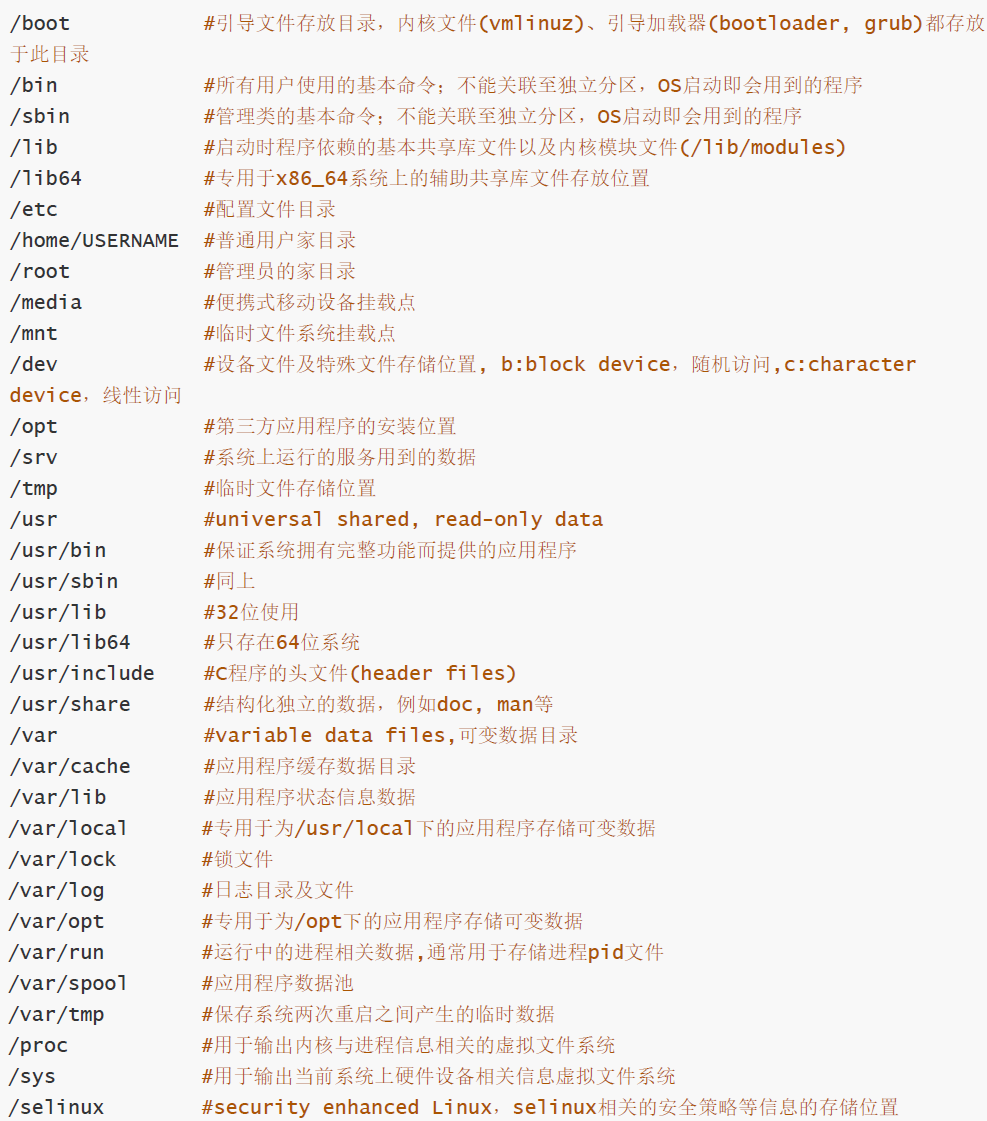 /boot #引导文件存放目录，内核文件(vmlinuz)、引导加载器(bootloader, grub)都存放
于此目录
/bin #所有用户使用的基本命令；不能关联至独立分区，OS启动即会用到的程序
/sbin #管理类的基本命令；不能关联至独立分区，OS启动即会用到的程序
/lib #启动时程序依赖的基本共享库文件以及内核模块文件(/lib/modules)
/lib64 #专用于x86_64系统上的辅助共享库文件存放位置
/etc #配置文件目录
/home/USERNAME #普通用户家目录
/root #管理员的家目录
/media #便携式移动设备挂载点
/mnt #临时文件系统挂载点
/dev #设备文件及特殊文件存储位置, b:block device，随机访问,c:character
device，线性访问
/opt #第三方应用程序的安装位置
/srv #系统上运行的服务用到的数据
/tmp #临时文件存储位置
/usr #universal shared, read-only data
/usr/bin #保证系统拥有完整功能而提供的应用程序
/usr/sbin #同上
/usr/lib #32位使用
/usr/lib64 #只存在64位系统
/usr/include #C程序的头文件(header files)
/usr/share #结构化独立的数据，例如doc, man等
/var #variable data files,可变数据目录
/var/cache #应用程序缓存数据目录
/var/lib #应用程序状态信息数据
/var/local #专用于为/usr/local下的应用程序存储可变数据
/var/lock #锁文件
/var/log #日志目录及文件
/var/opt #专用于为/opt下的应用程序存储可变数据
/var/run #运行中的进程相关数据,通常用于存储进程pid文件
/var/spool #应用程序数据池
/var/tmp #保存系统两次重启之间产生的临时数据
/proc #用于输出内核与进程信息相关的虚拟文件系统
/sys #用于输出当前系统上硬件设备相关信息虚拟文件系统
/selinux #security enhanced Linux，selinux相关的安全策略等信息的存储位置